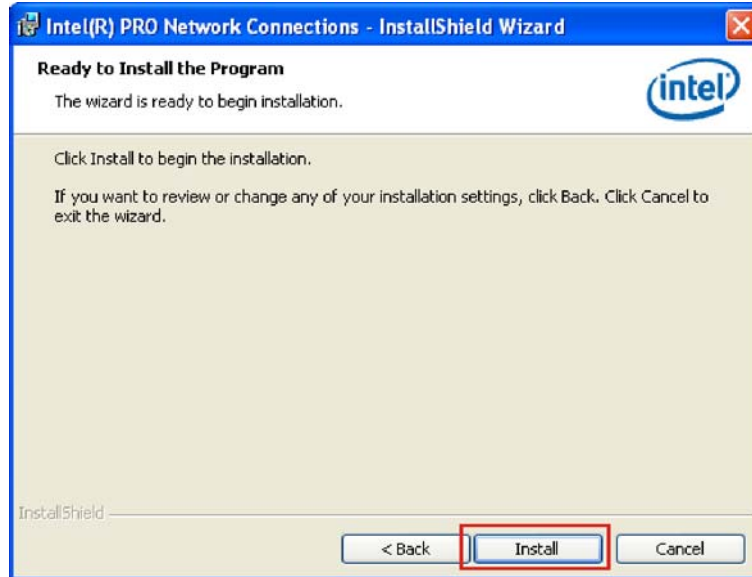 Intel(R) PRO Network Connections - InstallShield Wizard
Ready to Install the Program
The wizard is ready to begin installation.
intel
Click Install to begin the installation.
If you want to review or change any of your installation settings, click Back. Click Cancel to
exit the wizard.
InstallShield
< Back
Install
Cancel